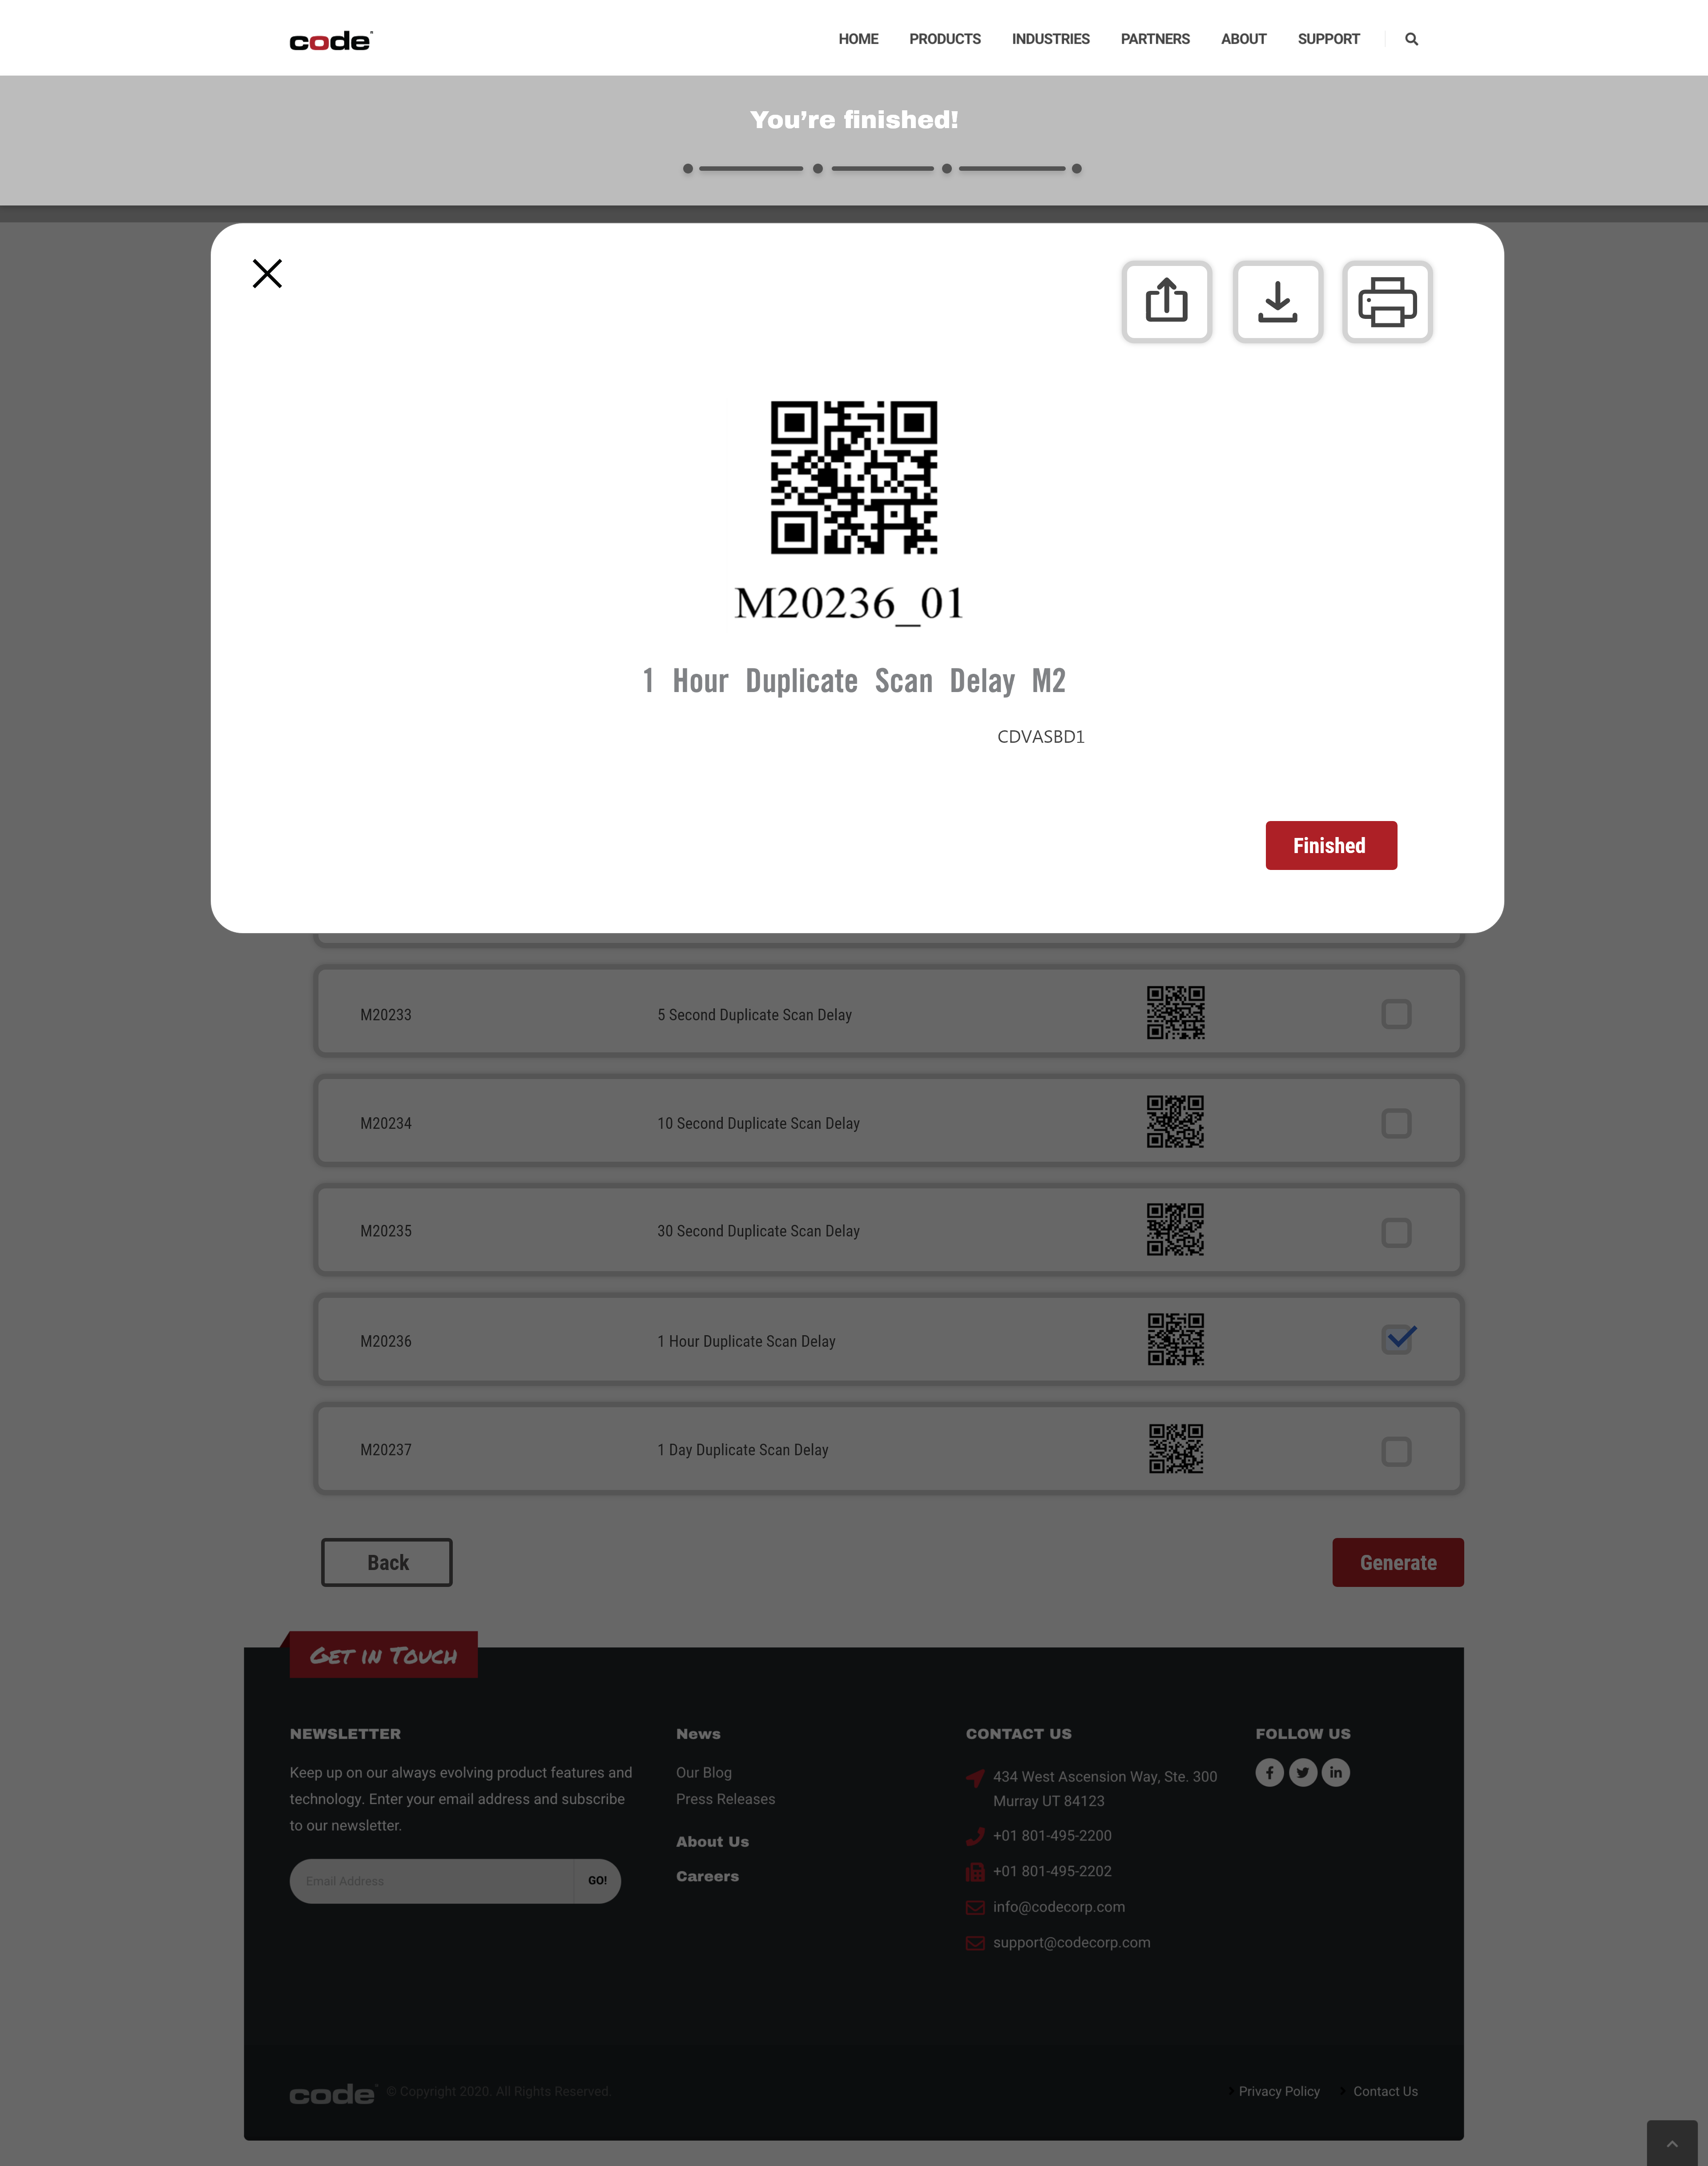 code
HOME PRODUCTS INDUSTRIES PARTNERS ABOUT SUPPORT
You're finished!
M20236_01
1 Hour Duplicate Scan Delay M2
CDVASBD1
Finished
M20233 5 Second Duplicate Scan Delay
M20234 10 Second Duplicate Scan Delay
M20235 30 Second Duplicate Scan Delay
M20236 1 Hour Duplicate Scan Delay
M20237 1 Day Duplicate Scan Delay
Back Generate
GET IN TOUCH
NEWSLETTER
Keep up on our always evolving product features and
technology. Enter your email address and subscribe
to our newsletter.
Email Address GO!
News
Our Blog
Press Releases
About Us
Careers
CONTACT US
434 West Ascension Way, Ste. 300
Murray UT 84123
+01 801-495-2200
+01 801-495-2202
info@codecorp.com
support@codecorp.com
FOLLOW US
code © Copyright 2020. All Rights Reserved.
Privacy Policy Contact Us